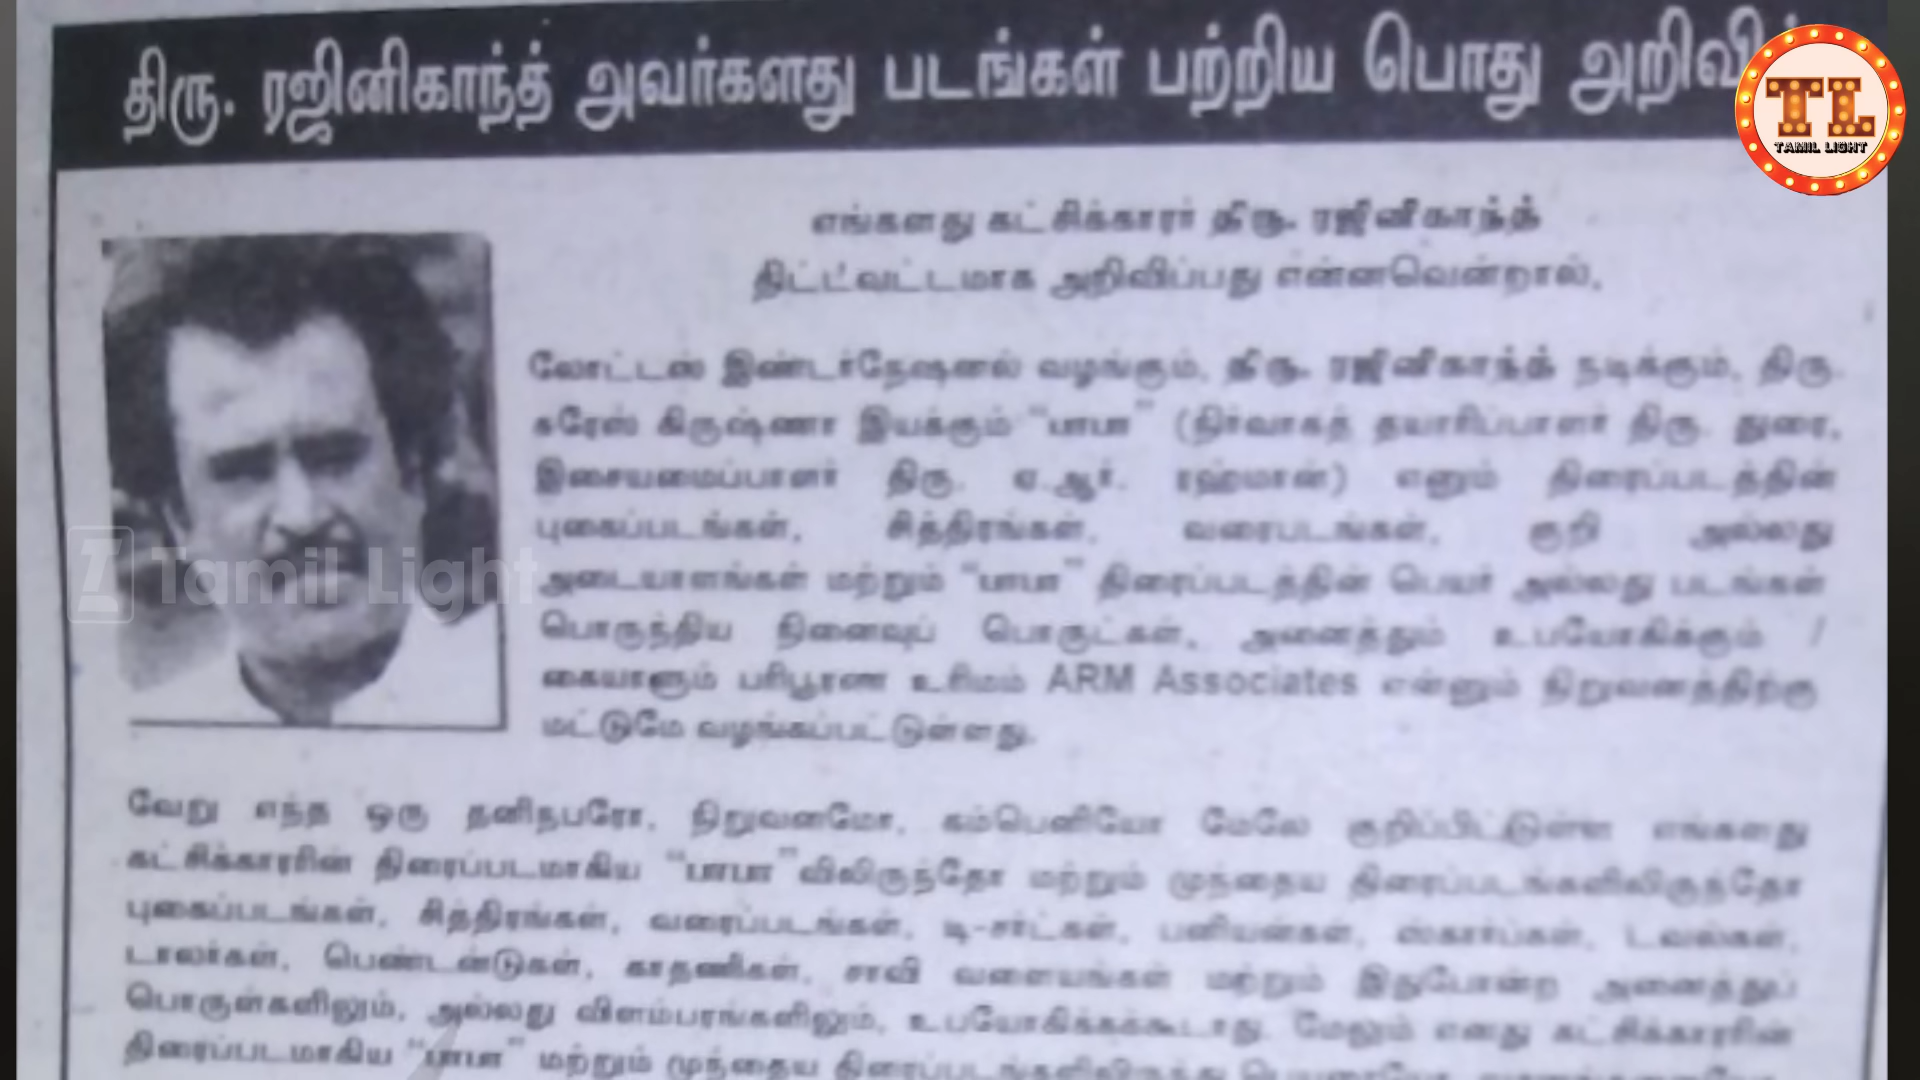 திரு. ரஜினிகாந்த் அவர்களது படங்கள் பற்றிய பொது
TL
TAMIL LIGHT
எங்களது கட்சிக்காரர் திரு. ரஜினிகாந்த்
திட்டவட்டமாக அறிவிப்பது என்னவென்றால்,
லோட்டஸ் இண்டர்நேஷனல் வழங்கும், திரு. ரஜினிகாந்த் நடிக்கும், திரு.
சுரேஸ் கிருஷ்ணா இயக்கும் "பாபா" (நிர்வாகத் தயாரிப்பாளர் திரு. துரை,
இசையமைப்பாளர் திரு. ஏ.ஆர். ரஹ்மான்) எனும் திரைப்படத்தின்
புகைப்படங்கள், சித்திரங்கள், வரைபடங்கள், குறி அல்லது
அடையாளங்கள் மற்றும் "பாபா" திரைப்படத்தின் பெயர் அல்லது படங்கள்
பொருந்திய நினைவுப் பொருட்கள், அனைத்தும் உபயோகிக்கும் /
கையாளும் பரிபூரண உரிமம் ARM Associates என்னும் நிறுவனத்திற்கு
மட்டுமே வழங்கப்பட்டுள்ளது.
Tamil Light
வேறு எந்த ஒரு தனிநபரோ, நிறுவனமோ, கம்பெனியோ மேலே குறிப்பிட்டுள்ள எங்களது
கட்சிக்காரரின் திரைப்படமாகிய "பாபா"விலிருந்தோ மற்றும் முந்தைய திரைப்படங்களிலிருந்தோ
புகைப்படங்கள், சித்திரங்கள், வரைப்படங்கள், டி-சர்ட்கள், பனியன்கள், ஸ்கார்ப்கள், டவல்கள்,
டாலர்கள், பெண்டன்டுகள், காதணிகள், சாவி வளையங்கள் மற்றும் இதுபோன்ற அனைத்துப்
பொருள்களிலும், அல்லது விளம்பரங்களிலும், உபயோகிக்கக்கூடாது. மேலும் எனது கட்சிக்காரரின்
திரைப்படமாகிய "பாபா" மற்றும் முந்தைய திரைப்படங்களிலிருந்து